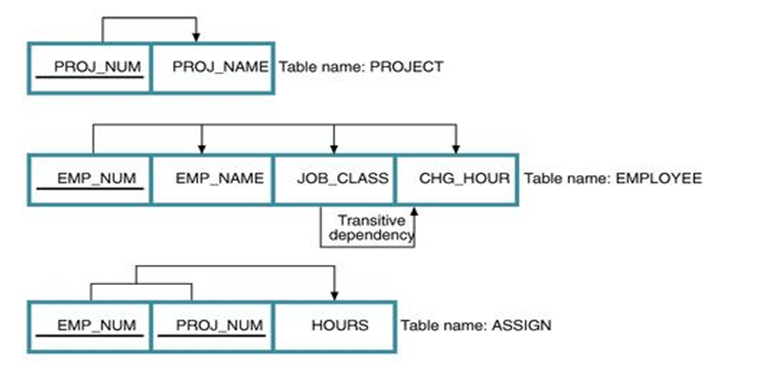 PROJ_NUM PROJ_NAME Table name: PROJECT
EMP_NUM EMP_NAME JOB_CLASS CHG_HOUR Table name: EMPLOYEE
Transitive
dependency
EMP_NUM PROJ_NUM HOURS Table name: ASSIGN